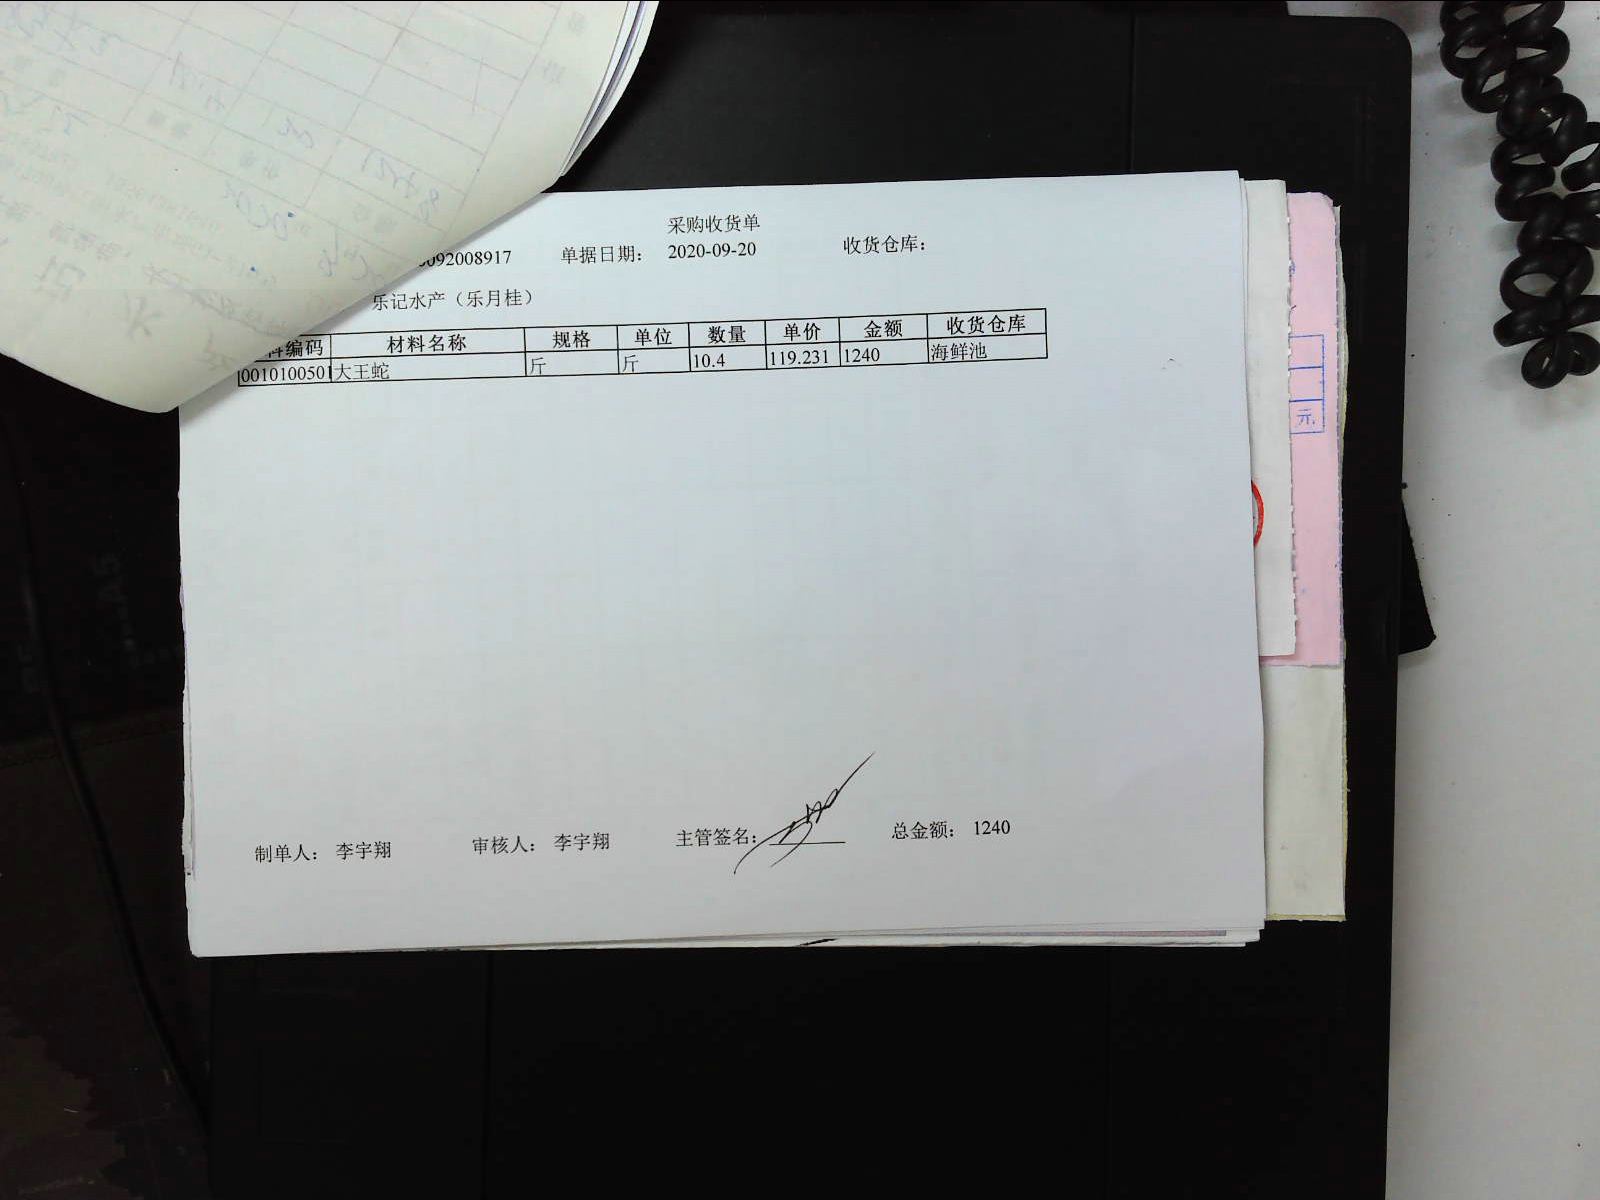 采购收货单
092008917 单据日期： 2020-09-20 收货仓库：
乐记水产（乐月桂）
料编码 材料名称 规格 单位 数量 单价 金额 收货仓库
0010100501 大王蛇 斤 斤 10.4 119.231 1240 海鲜池
元
制单人： 李宇翔 审核人： 李宇翔 主管签名： 总金额： 1240